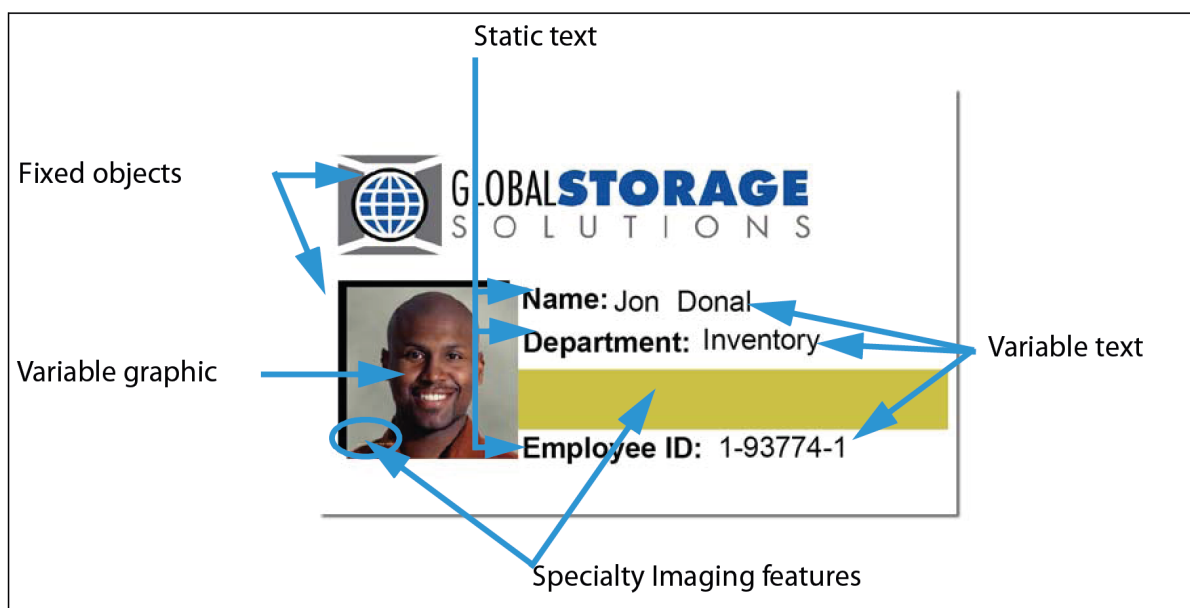 Static text
Fixed objects
GLOBALSTORAGE
SOLUTIONS
Name: Jon Donal
Department: Inventory
Variable text
Variable graphic
Employee ID: 1-93774-1
Specialty Imaging features